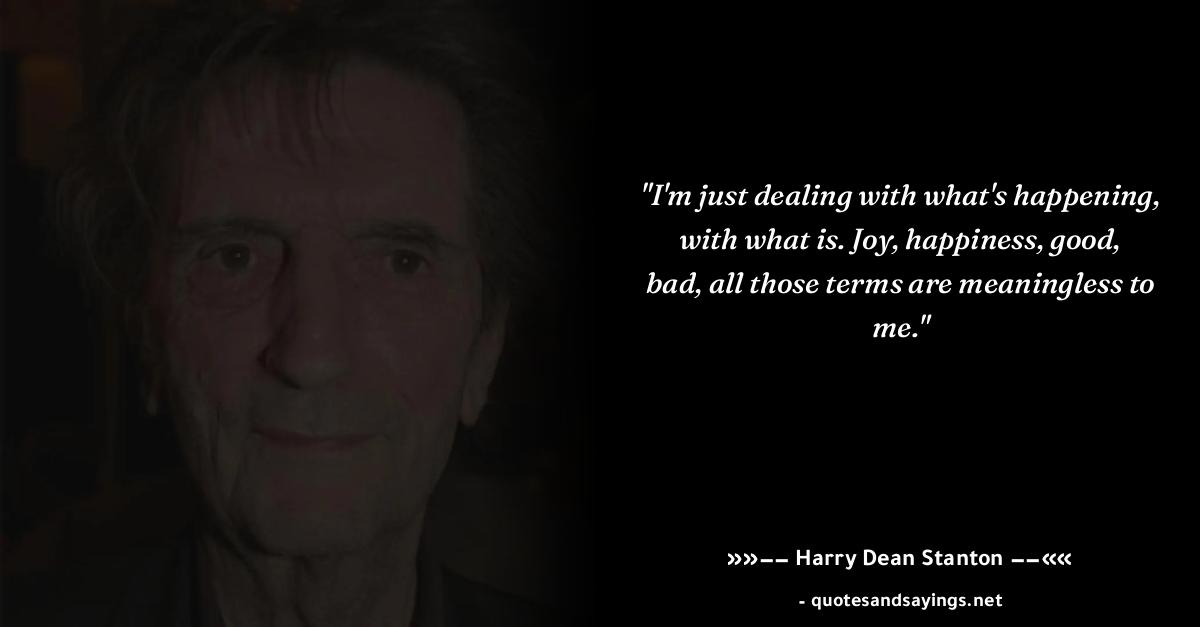 "I'm just dealing with what's happening,
with what is. Joy, happiness, good,
bad, all those terms are meaningless to
me."
»»–– Harry Dean Stanton ––««
- quotesandsayings.net